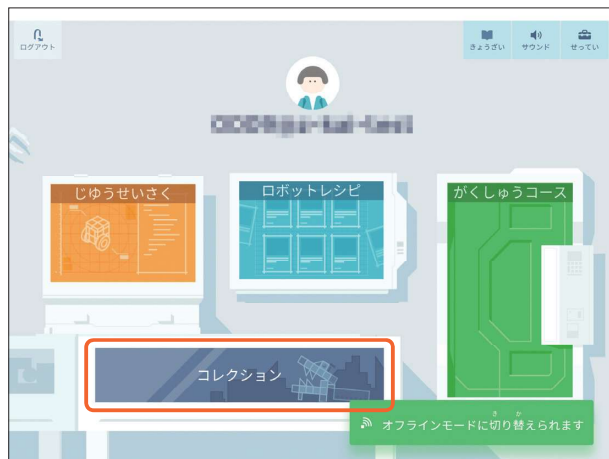 ログアウト
きょうざい
サウンド
せってい
じゆうせいさく
ロボットレシピ
がくしゅうコース
コレクション
オフラインモードに切り替えられます
き か